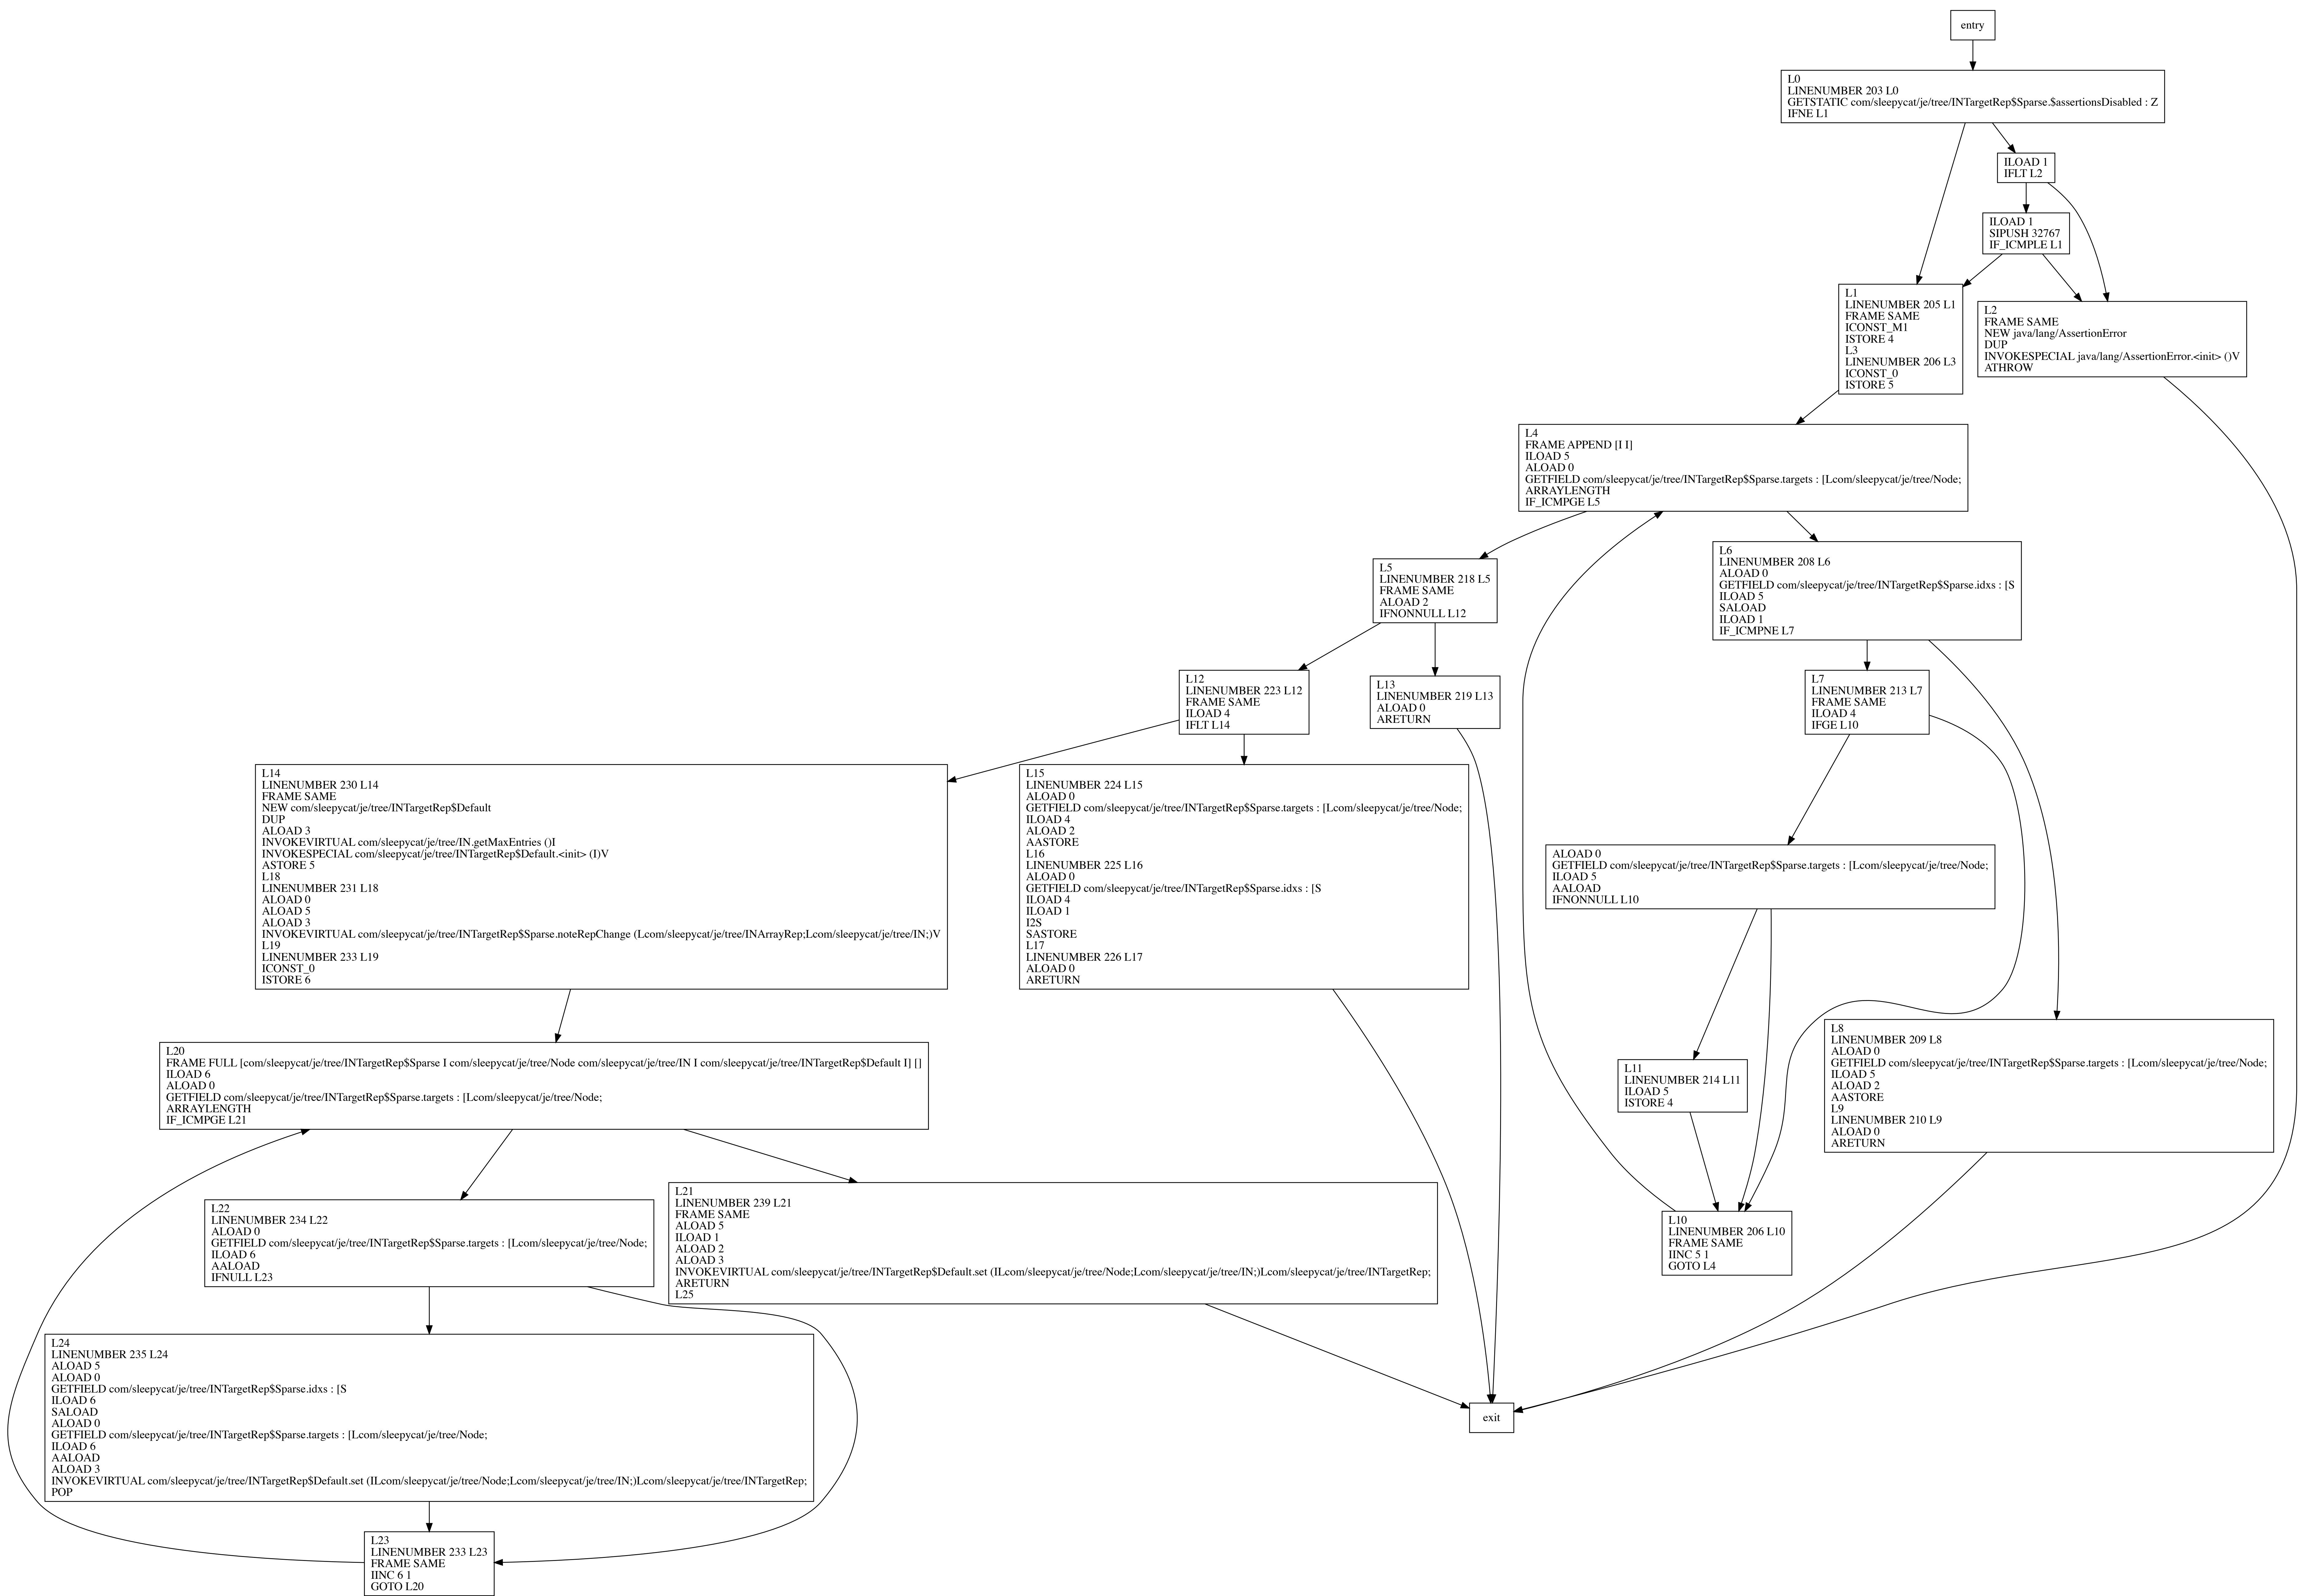 entry
L0
LINENUMBER 203 L0
GETSTATIC com/sleepycat/je/tree/INTargetRep$Sparse.$assertionsDisabled : Z
IFNE L1
ILOAD 1
IFLT L2
ILOAD 1
SIPUSH 32767
IF_ICMPLE L1
L1
LINENUMBER 205 L1
FRAME SAME
ICONST_M1
ISTORE 4
L3
LINENUMBER 206 L3
ICONST_0
ISTORE 5
L2
FRAME SAME
NEW java/lang/AssertionError
DUP
INVOKESPECIAL java/lang/AssertionError.<init> ()V
ATHROW
L4
FRAME APPEND [I I]
ILOAD 5
ALOAD 0
GETFIELD com/sleepycat/je/tree/INTargetRep$Sparse.targets : [Lcom/sleepycat/je/tree/Node;
ARRAYLENGTH
IF_ICMPGE L5
L5
LINENUMBER 218 L5
FRAME SAME
ALOAD 2
IFNONNULL L12
L6
LINENUMBER 208 L6
ALOAD 0
GETFIELD com/sleepycat/je/tree/INTargetRep$Sparse.idxs : [S
ILOAD 5
SALOAD
ILOAD 1
IF_ICMPNE L7
L12
LINENUMBER 223 L12
FRAME SAME
ILOAD 4
IFLT L14
L13
LINENUMBER 219 L13
ALOAD 0
ARETURN
L7
LINENUMBER 213 L7
FRAME SAME
ILOAD 4
IFGE L10
L14
LINENUMBER 230 L14
FRAME SAME
NEW com/sleepycat/je/tree/INTargetRep$Default
DUP
ALOAD 3
INVOKEVIRTUAL com/sleepycat/je/tree/IN.getMaxEntries ()I
INVOKESPECIAL com/sleepycat/je/tree/INTargetRep$Default.<init> (I)V
ASTORE 5
L18
LINENUMBER 231 L18
ALOAD 0
ALOAD 5
ALOAD 3
INVOKEVIRTUAL com/sleepycat/je/tree/INTargetRep$Sparse.noteRepChange (Lcom/sleepycat/je/tree/INArrayRep;Lcom/sleepycat/je/tree/IN;)V
L19
LINENUMBER 233 L19
ICONST_0
ISTORE 6
L15
LINENUMBER 224 L15
ALOAD 0
GETFIELD com/sleepycat/je/tree/INTargetRep$Sparse.targets : [Lcom/sleepycat/je/tree/Node;
ILOAD 4
ALOAD 2
AASTORE
L16
LINENUMBER 225 L16
ALOAD 0
GETFIELD com/sleepycat/je/tree/INTargetRep$Sparse.idxs : [S
ILOAD 4
ILOAD 1
I2S
SASTORE
L17
LINENUMBER 226 L17
ALOAD 0
ARETURN
ALOAD 0
GETFIELD com/sleepycat/je/tree/INTargetRep$Sparse.targets : [Lcom/sleepycat/je/tree/Node;
ILOAD 5
AALOAD
IFNONNULL L10
L20
FRAME FULL [com/sleepycat/je/tree/INTargetRep$Sparse I com/sleepycat/je/tree/Node com/sleepycat/je/tree/IN I com/sleepycat/je/tree/INTargetRep$Default I] []
ILOAD 6
ALOAD 0
GETFIELD com/sleepycat/je/tree/INTargetRep$Sparse.targets : [Lcom/sleepycat/je/tree/Node;
ARRAYLENGTH
IF_ICMPGE L21
L11
LINENUMBER 214 L11
ILOAD 5
ISTORE 4
L8
LINENUMBER 209 L8
ALOAD 0
GETFIELD com/sleepycat/je/tree/INTargetRep$Sparse.targets : [Lcom/sleepycat/je/tree/Node;
ILOAD 5
ALOAD 2
AASTORE
L9
LINENUMBER 210 L9
ALOAD 0
ARETURN
L22
LINENUMBER 234 L22
ALOAD 0
GETFIELD com/sleepycat/je/tree/INTargetRep$Sparse.targets : [Lcom/sleepycat/je/tree/Node;
ILOAD 6
AALOAD
IFNULL L23
L21
LINENUMBER 239 L21
FRAME SAME
ALOAD 5
ILOAD 1
ALOAD 2
ALOAD 3
INVOKEVIRTUAL com/sleepycat/je/tree/INTargetRep$Default.set (ILcom/sleepycat/je/tree/Node;Lcom/sleepycat/je/tree/IN;)Lcom/sleepycat/je/tree/INTargetRep;
ARETURN
L25
L10
LINENUMBER 206 L10
FRAME SAME
IINC 5 1
GOTO L4
L24
LINENUMBER 235 L24
ALOAD 5
ALOAD 0
GETFIELD com/sleepycat/je/tree/INTargetRep$Sparse.idxs : [S
ILOAD 6
SALOAD
ALOAD 0
GETFIELD com/sleepycat/je/tree/INTargetRep$Sparse.targets : [Lcom/sleepycat/je/tree/Node;
ILOAD 6
AALOAD
ALOAD 3
INVOKEVIRTUAL com/sleepycat/je/tree/INTargetRep$Default.set (ILcom/sleepycat/je/tree/Node;Lcom/sleepycat/je/tree/IN;)Lcom/sleepycat/je/tree/INTargetRep;
POP
exit
L23
LINENUMBER 233 L23
FRAME SAME
IINC 6 1
GOTO L20